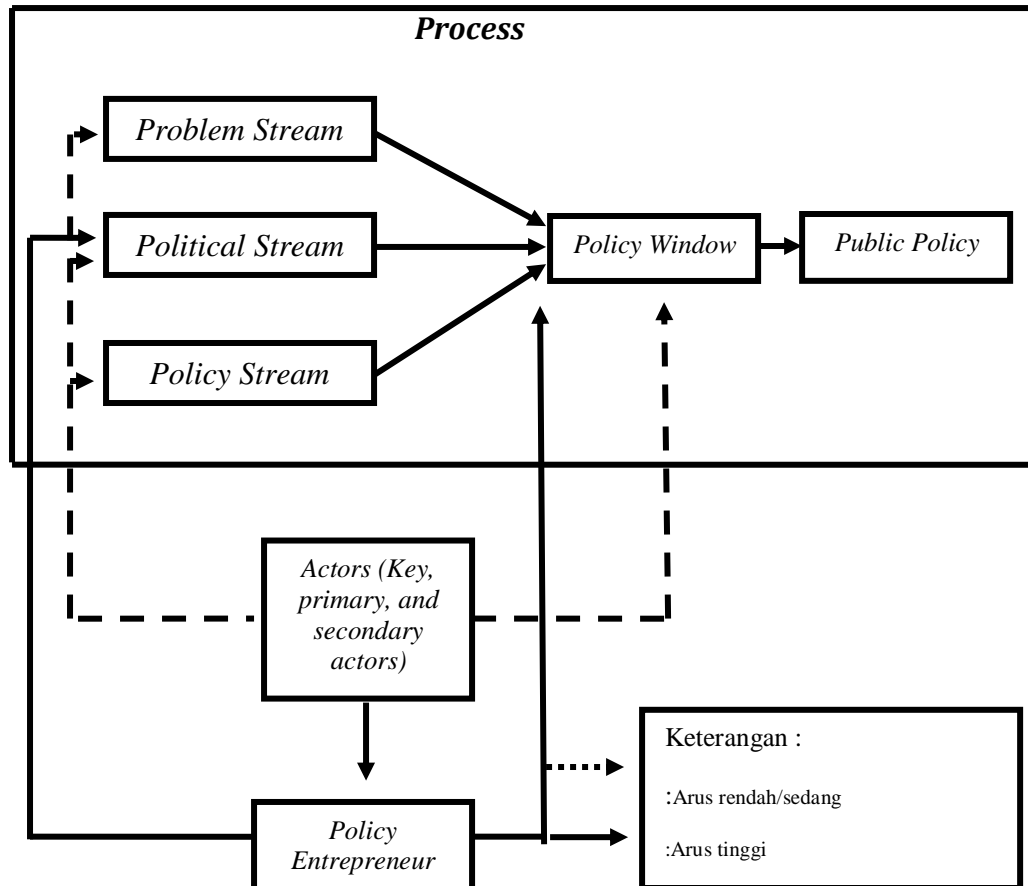 Process
Problem Stream
Political Stream
Policy Window
Public Policy
Policy Stream
Actors (Key,
primary, and
secondary
actors)
Keterangan :
:Arus rendah/sedang
:Arus tinggi
Policy
Entrepreneur